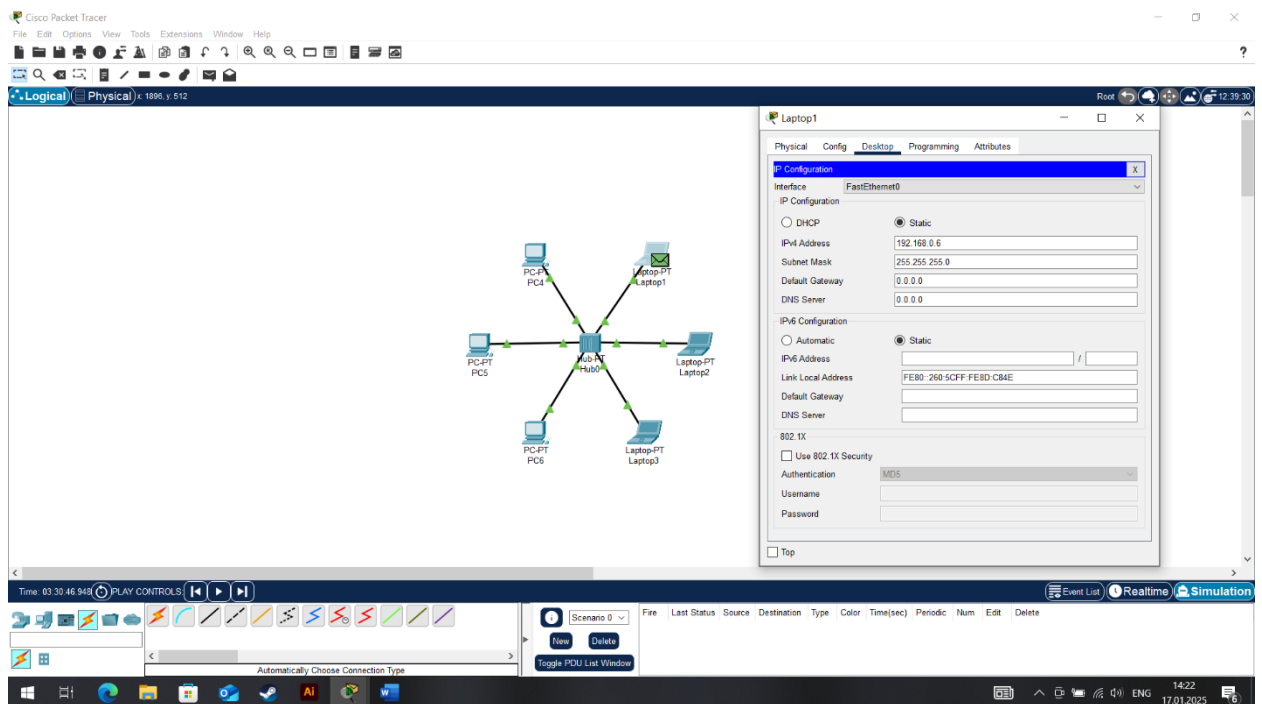 Cisco Packet Tracer
File Edit Options View Tools Extensions Window Help
?
Logical Physical x: 1896, y: 512
Root 12:39:30
Laptop1
Physical Config Desktop Programming Attributes
IP Configuration X
Interface FastEthernet0
IP Configuration
DHCP Static
IPv4 Address 192.168.0.6
Subnet Mask 255.255.255.0
Default Gateway 0.0.0.0
DNS Server 0.0.0.0
IPv6 Configuration
Automatic Static
IPv6 Address /
Link Local Address FE80::260:5CFF:FE8D:C84E
Default Gateway
DNS Server
802.1X
Use 802.1X Security
Authentication MD5
Username
Password
Top
PC-PT
PC4
Laptop-PT
Laptop1
PC-PT
PC5
Hub-PT
Hub0
Laptop-PT
Laptop2
PC-PT
PC6
Laptop-PT
Laptop3
Time: 03:30:46.948 PLAY CONTROLS:
Event List Realtime Simulation
Scenario 0
New Delete
Toggle PDU List Window
Fire Last Status Source Destination Type Color Time(sec) Periodic Num Edit Delete
Automatically Choose Connection Type
Ai
W
ENG
14:22
17.01.2025
6